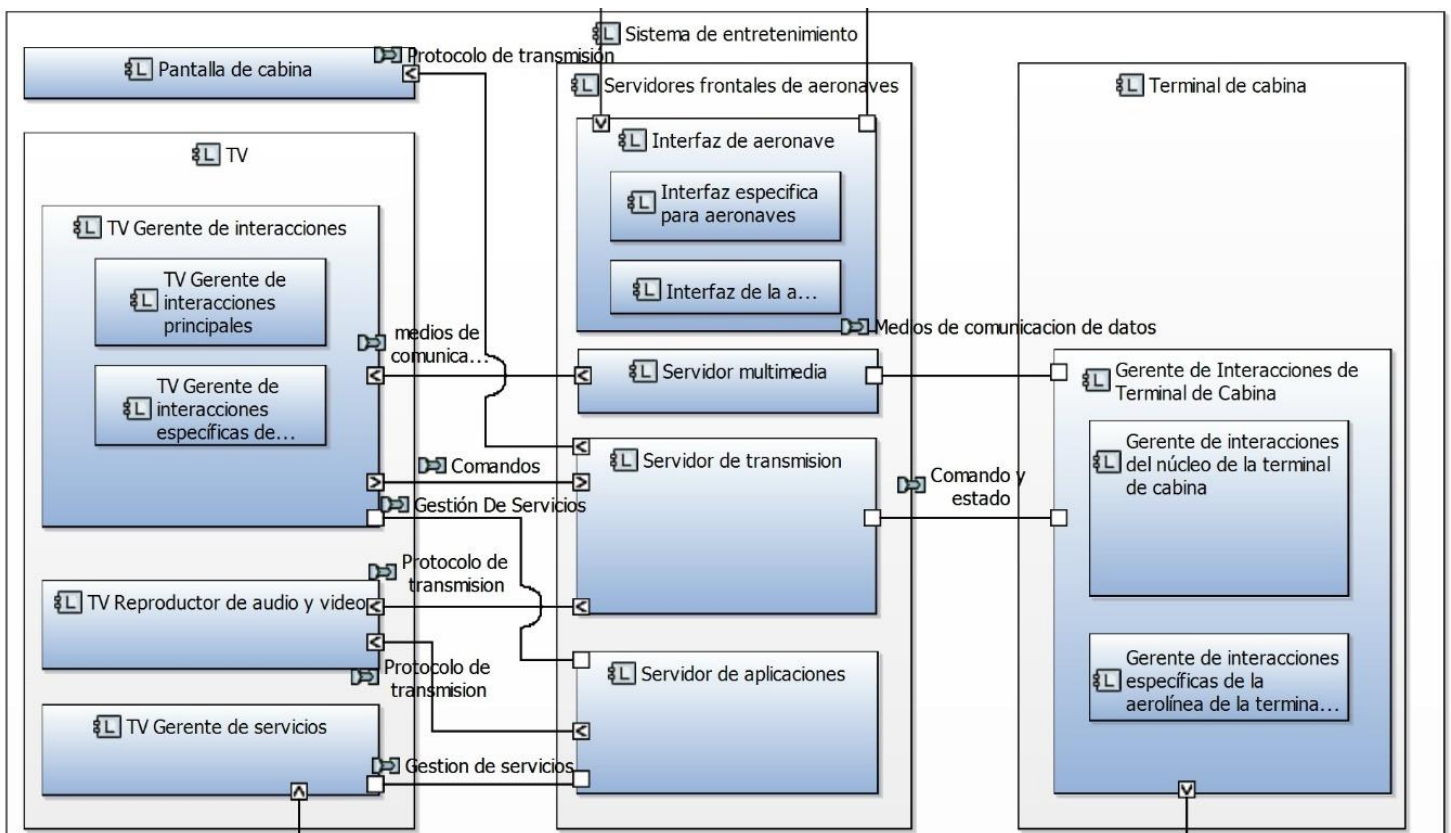 Sistema de entretenimiento
Protocolo de transmisión
Pantalla de cabina
TV
TV Gerente de interacciones
TV Gerente de
interacciones
principales
TV Gerente de
interacciones
específicas de...
medios de
comunica...
Comandos
Gestión De Servicios
Protocolo de
transmision
TV Reproductor de audio y video
Protocolo de
transmision
TV Gerente de servicios
Gestion de servicios
Servidores frontales de aeronaves
Interfaz de aeronave
Interfaz especifica
para aeronaves
Interfaz de la a...
Medios de comunicacion de datos
Servidor multimedia
Servidor de transmision
Comando y
estado
Servidor de aplicaciones
Terminal de cabina
Gerente de Interacciones de
Terminal de Cabina
Gerente de interacciones
del núcleo de la terminal
de cabina
Gerente de interacciones
específicas de la
aerolínea de la termina...